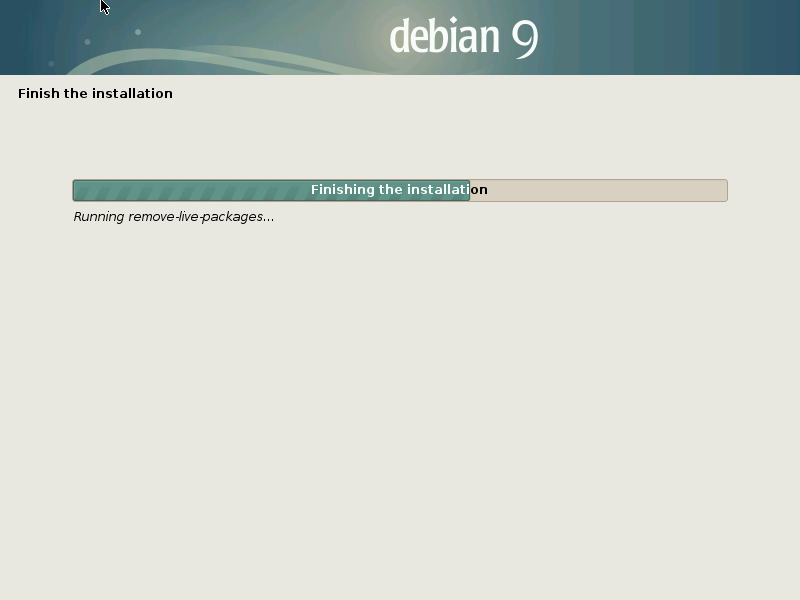 debian 9
Finish the installation
Finishing the installation
Running remove-live-packages...